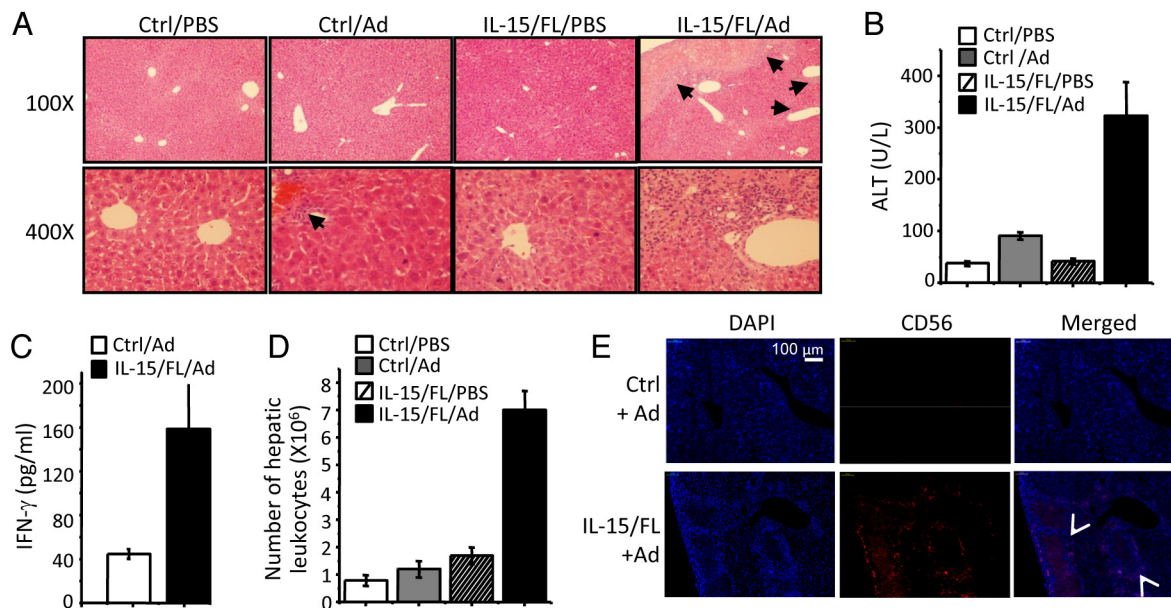 A
Ctrl/PBS
Ctrl/Ad
IL-15/FL/PBS
IL-15/FL/Ad
100X
400X
B
Ctrl/PBS
Ctrl /Ad
IL-15/FL/PBS
IL-15/FL/Ad
ALT (U/L)
400
300
200
100
0
C
Ctrl/Ad
IL-15/FL/Ad
IFN-γ (pg/ml)
200
160
120
80
40
0
D
Ctrl/PBS
Ctrl/Ad
IL-15/FL/PBS
IL-15/FL/Ad
Number of hepatic
leukocytes (X10⁶)
8
7
6
5
4
3
2
1
0
E
DAPI
CD56
Merged
100 µm
Ctrl
+ Ad
IL-15/FL
+Ad